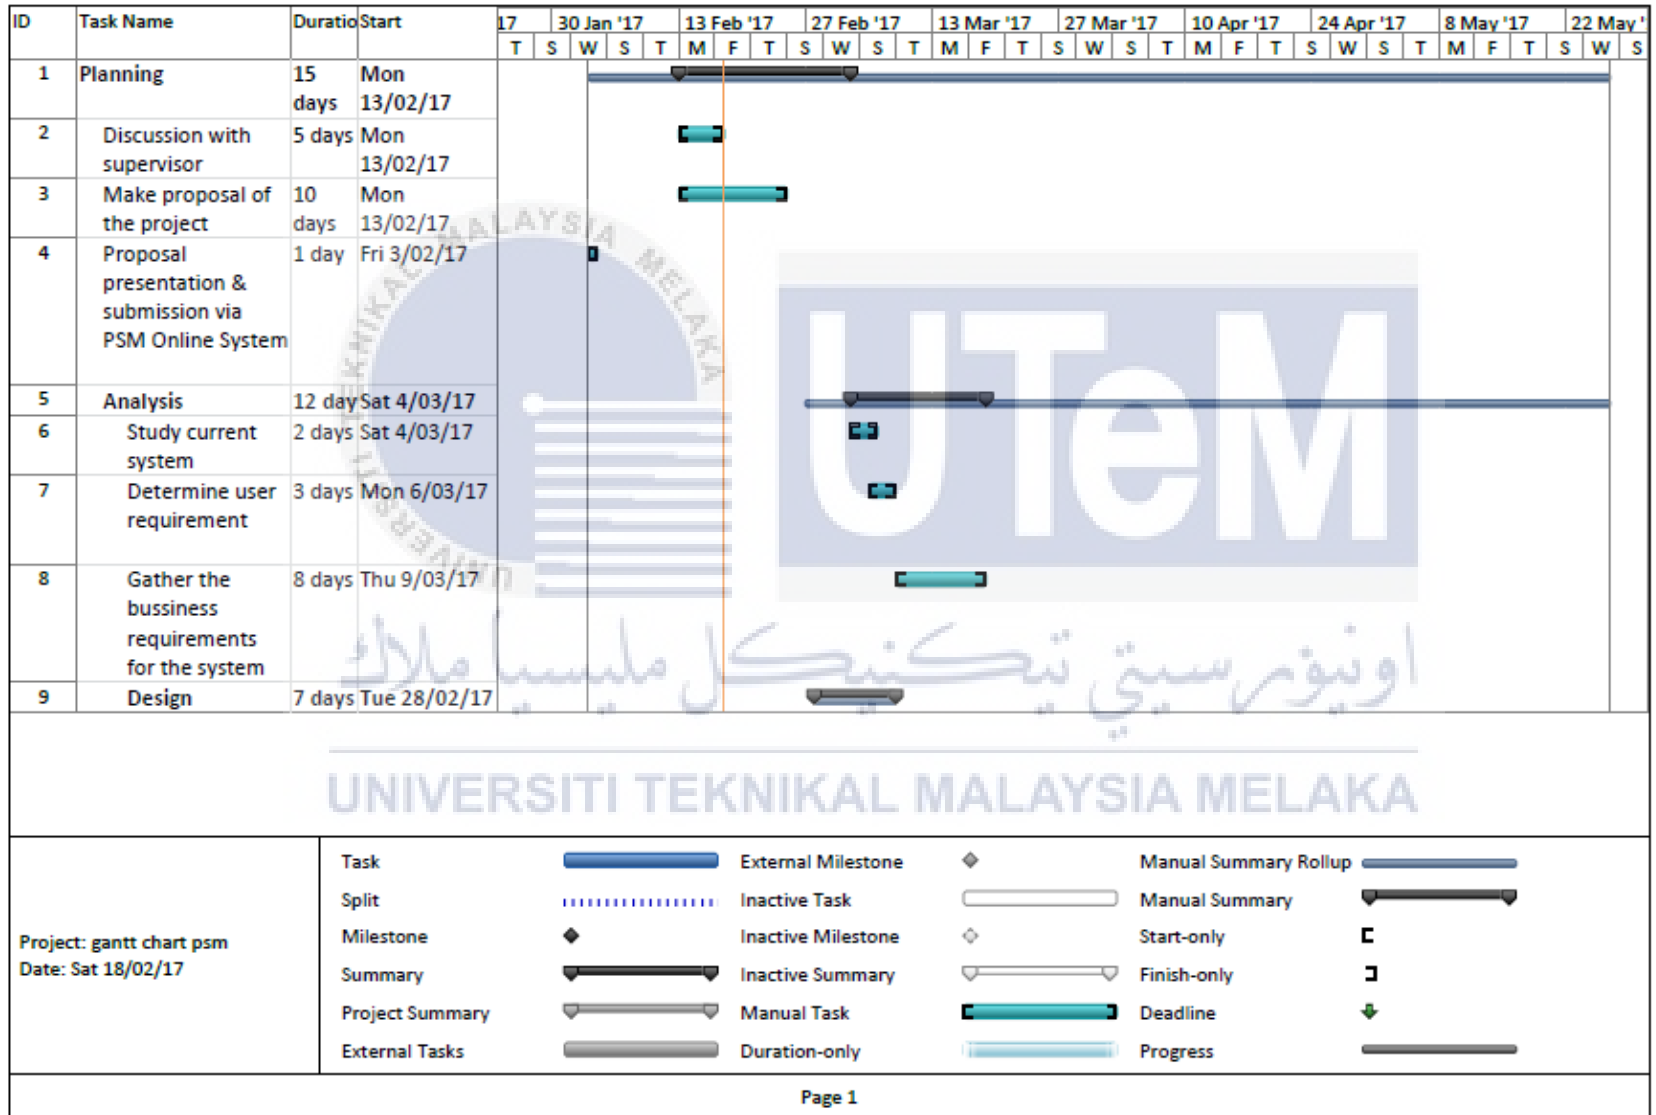 ID Task Name Duratio Start 17 30 Jan '17 13 Feb '17 27 Feb '17 13 Mar '17 27 Mar '17 10 Apr '17 24 Apr '17 8 May '17 22 May '
T S W S T M F T S W S T M F T S W S T M F T S W S T M F T S W S
1 Planning 15 days Mon 13/02/17
2 Discussion with supervisor 5 days Mon 13/02/17
3 Make proposal of the project 10 days Mon 13/02/17
4 Proposal presentation & submission via PSM Online System 1 day Fri 3/02/17
5 Analysis 12 day Sat 4/03/17
6 Study current system 2 days Sat 4/03/17
7 Determine user requirement 3 days Mon 6/03/17
8 Gather the bussiness requirements for the system 8 days Thu 9/03/17
9 Design 7 days Tue 28/02/17
UNIVERSITI TEKNIKAL MALAYSIA MELAKA
UTeM
اونيۏرسيتي تيكنيكل مليسيا ملاك
UNIVERSITI TEKNIKAL MALAYSIA MELAKA
Project: gantt chart psm
Date: Sat 18/02/17
Task
Split
Milestone
Summary
Project Summary
External Tasks
External Milestone
Inactive Task
Inactive Milestone
Inactive Summary
Manual Task
Duration-only
Manual Summary Rollup
Manual Summary
Start-only
Finish-only
Deadline
Progress
Page 1